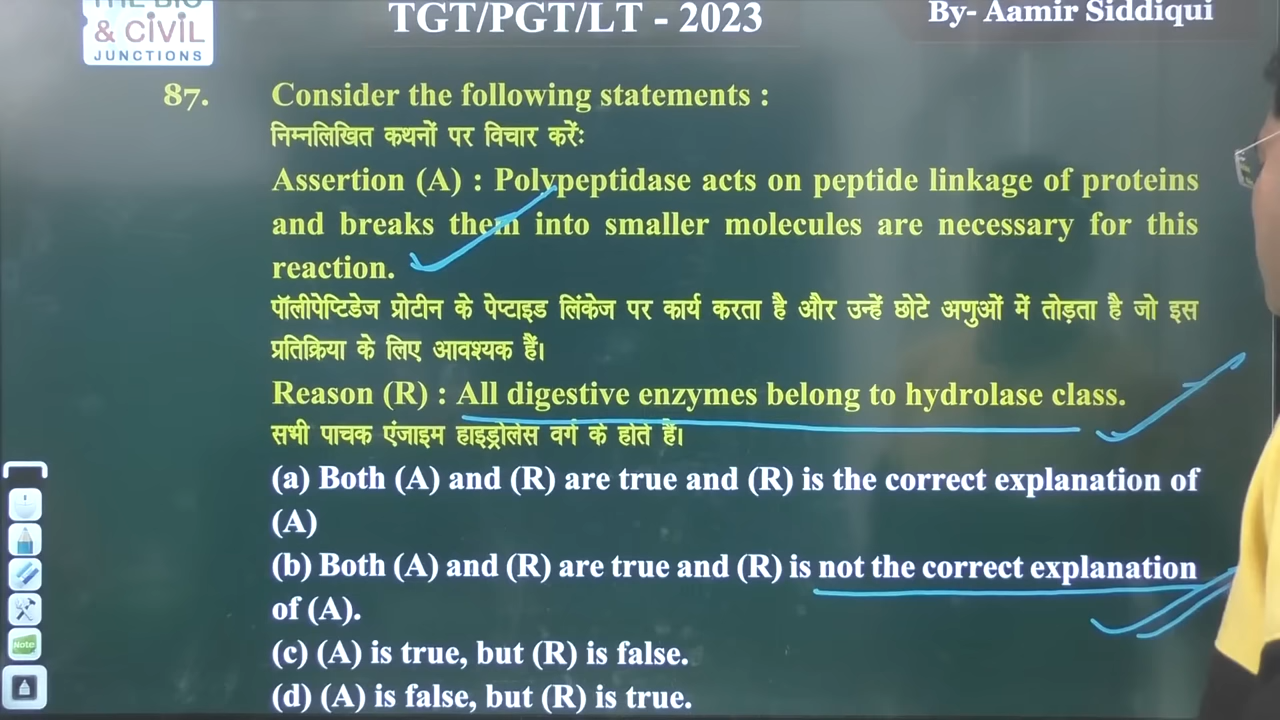 THE BIO
& CIVIL
JUNCTIONS
TGT/PGT/LT - 2023
By- Aamir Siddiqui
87. Consider the following statements :
निम्नलिखित कथनों पर विचार करेंः
Assertion (A) : Polypeptidase acts on peptide linkage of proteins
and breaks them into smaller molecules are necessary for this
reaction.
पॉलीपेप्टिडेज प्रोटीन के पेप्टाइड लिंकेज पर कार्य करता है और उन्हें छोटे अणुओं में तोड़ता है जो इस
प्रतिक्रिया के लिए आवश्यक हैं।
Reason (R) : All digestive enzymes belong to hydrolase class.
सभी पाचक एंजाइम हाइड्रोलेस वर्ग के होते हैं।
(a) Both (A) and (R) are true and (R) is the correct explanation of
(A)
(b) Both (A) and (R) are true and (R) is not the correct explanation
of (A).
(c) (A) is true, but (R) is false.
(d) (A) is false, but (R) is true.
Note